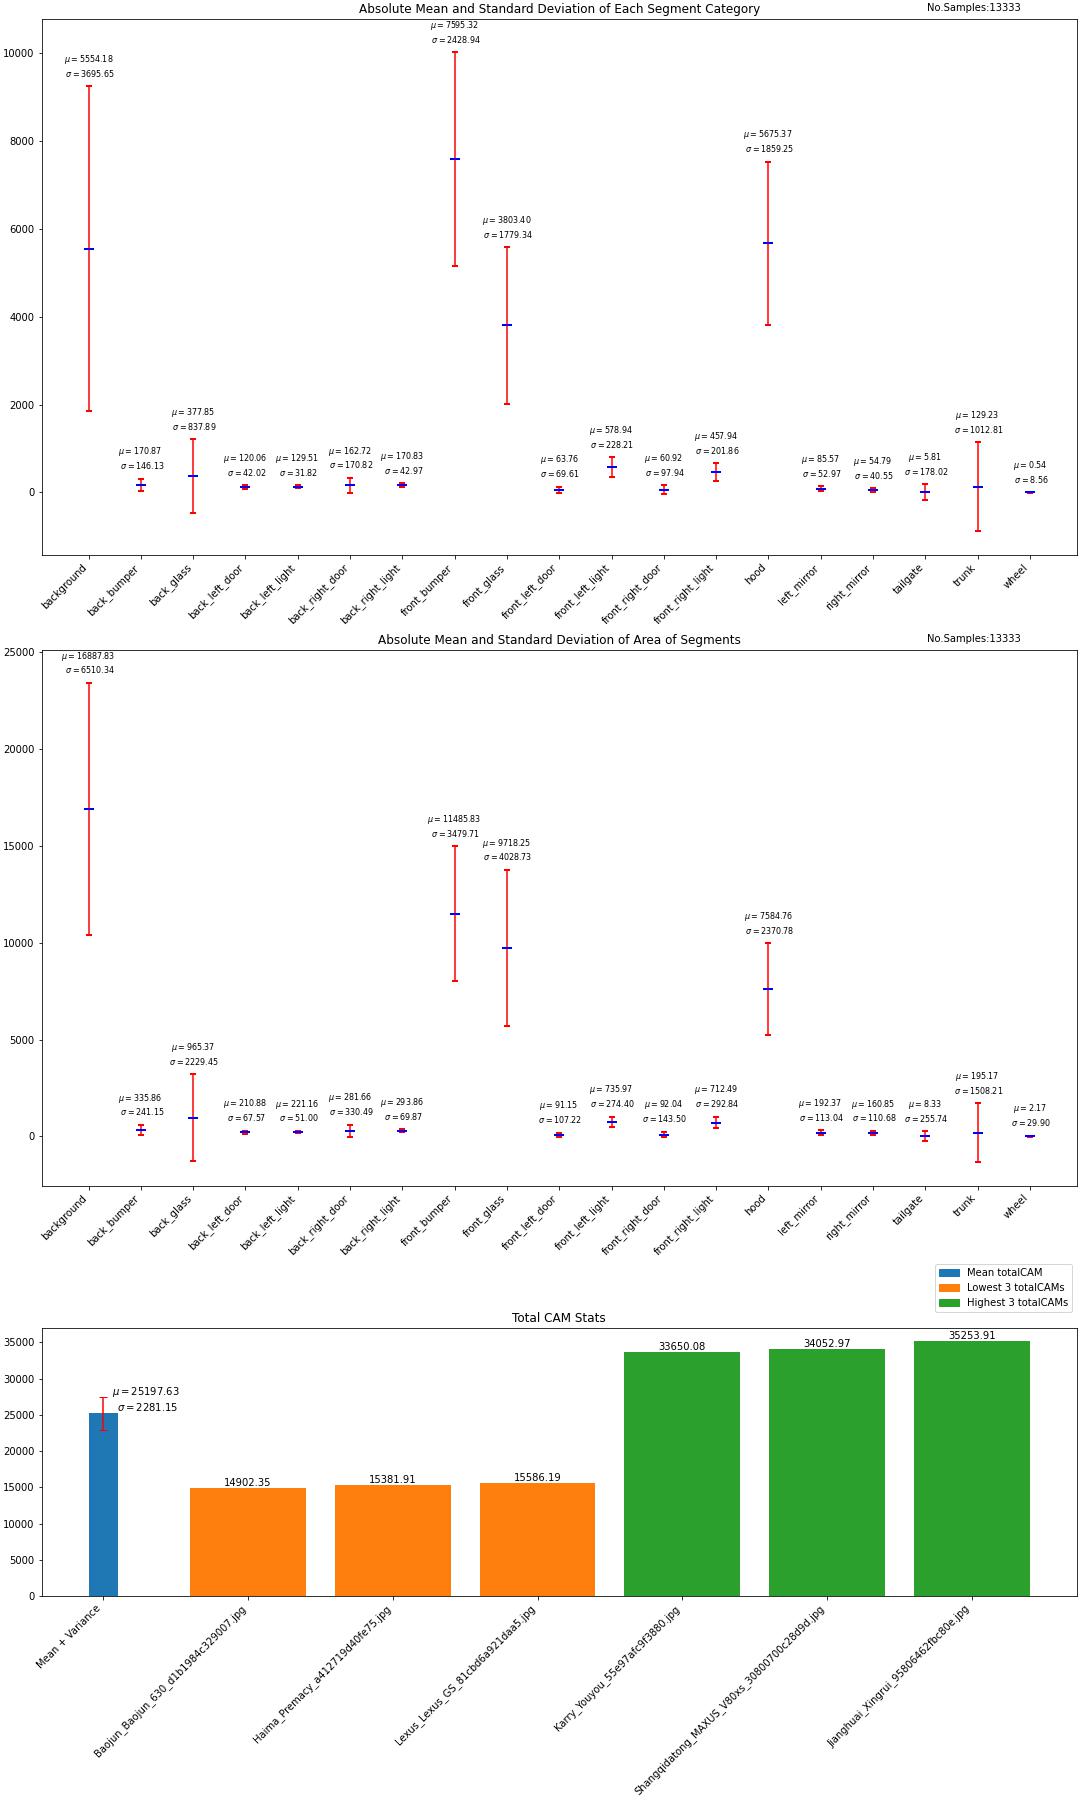 Absolute Mean and Standard Deviation of Each Segment Category
No.Samples:13333
10000
8000
6000
4000
2000
0
μ = 5554.18
σ = 3695.65
μ = 170.87
σ = 146.13
μ = 377.85
σ = 837.89
μ = 120.06
σ = 42.02
μ = 129.51
σ = 31.82
μ = 162.72
σ = 170.82
μ = 170.83
σ = 42.97
μ = 7595.32
σ = 2428.94
μ = 3803.40
σ = 1779.34
μ = 63.76
σ = 69.61
μ = 578.94
σ = 228.21
μ = 60.92
σ = 97.94
μ = 457.94
σ = 201.86
μ = 5675.37
σ = 1859.25
μ = 85.57
σ = 52.97
μ = 54.79
σ = 40.55
μ = 5.81
σ = 178.02
μ = 129.23
σ = 1012.81
μ = 0.54
σ = 8.56
background
back_bumper
back_glass
back_left_door
back_left_light
back_right_door
back_right_light
front_bumper
front_glass
front_left_door
front_left_light
front_right_door
front_right_light
hood
left_mirror
right_mirror
tailgate
trunk
wheel
Absolute Mean and Standard Deviation of Area of Segments
No.Samples:13333
25000
20000
15000
10000
5000
0
μ = 16887.83
σ = 6510.34
μ = 335.86
σ = 241.15
μ = 965.37
σ = 2229.45
μ = 210.88
σ = 67.57
μ = 221.16
σ = 51.00
μ = 281.66
σ = 330.49
μ = 293.86
σ = 69.87
μ = 11485.83
σ = 3479.71
μ = 9718.25
σ = 4028.73
μ = 91.15
σ = 107.22
μ = 735.97
σ = 274.40
μ = 92.04
σ = 143.50
μ = 712.49
σ = 292.84
μ = 7584.76
σ = 2370.78
μ = 192.37
σ = 113.04
μ = 160.85
σ = 110.68
μ = 8.33
σ = 255.74
μ = 195.17
σ = 1508.21
μ = 2.17
σ = 29.90
background
back_bumper
back_glass
back_left_door
back_left_light
back_right_door
back_right_light
front_bumper
front_glass
front_left_door
front_left_light
front_right_door
front_right_light
hood
left_mirror
right_mirror
tailgate
trunk
wheel
Mean totalCAM
Lowest 3 totalCAMs
Highest 3 totalCAMs
Total CAM Stats
35000
30000
25000
20000
15000
10000
5000
0
μ = 25197.63
σ = 2281.15
14902.35
15381.91
15586.19
33650.08
34052.97
35253.91
Mean + Variance
Baojun_Baojun_630_d1b1984c329007.jpg
Haima_Premacy_a412719d40fe75.jpg
Lexus_Lexus_GS_81cbd6a921daa5.jpg
Karry_Youyou_55e97afc9f3880.jpg
Shangqidatong_MAXUS_V80xs_30800700c28d9d.jpg
Jianghuai_Xingrui_95806462fbc80e.jpg